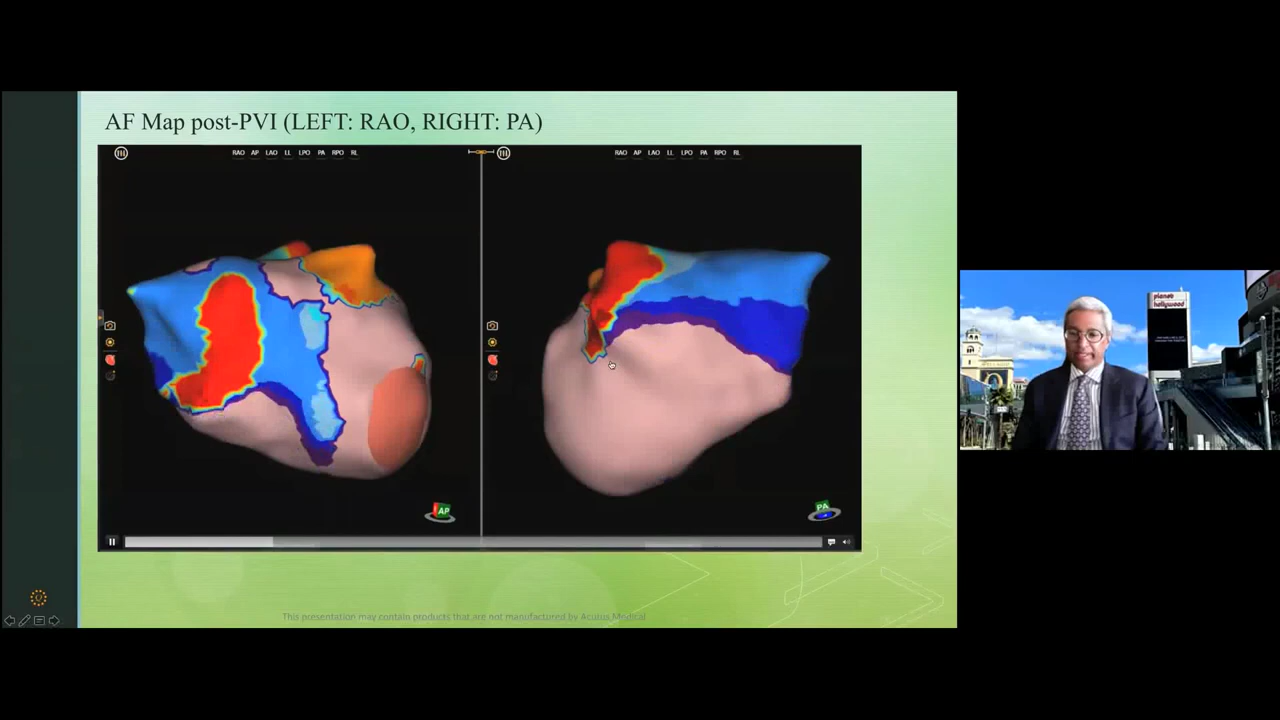 AF Map post-PVI (LEFT: RAO, RIGHT: PA)
RAO AP LAO LL LPO PA RPO RL
RAO AP LAO LL LPO PA RPO RL
AP
PA
This presentation may contain products that are not manufactured by Acutus Medical
planet
hollywood